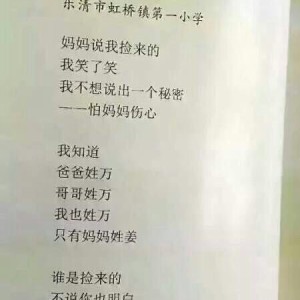 乐清市虹桥镇第一小学
妈妈说我捡来的
我笑了笑
我不想说出一个秘密
——怕妈妈伤心
我知道
爸爸姓万
哥哥姓万
我也姓万
只有妈妈姓姜
谁是捡来的
不说你也明白